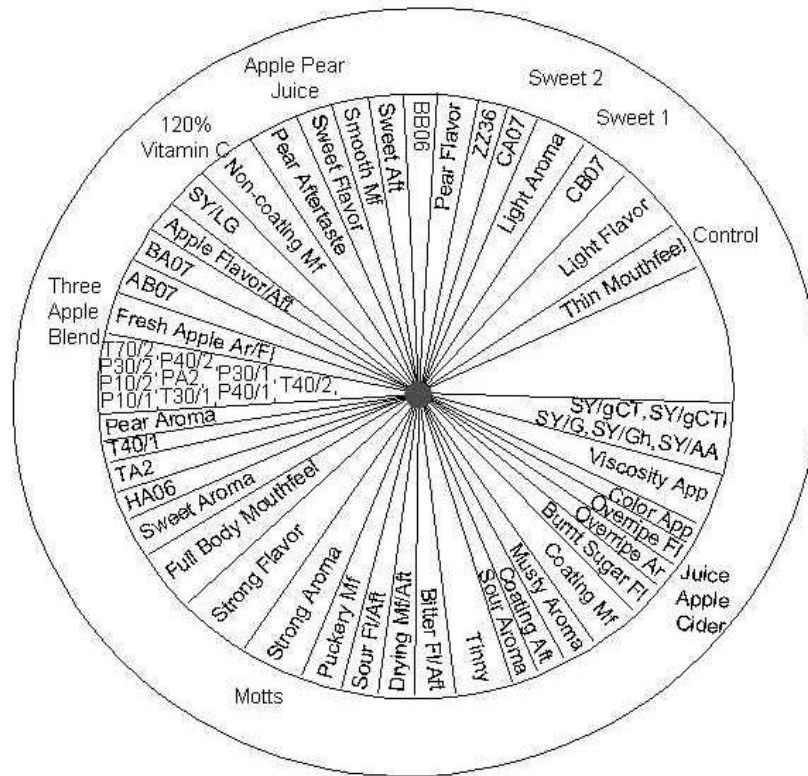 Apple Pear
Juice
Sweet 2
Sweet 1
Control
120%
Vitamin C
Three
Apple
Blend
Motts
Juice
Apple
Cider
BB06
Pear Flavor
ZZ36
CA07
Light Aroma
CB07
Light Flavor
Thin Mouthfeel
SY/gCT, SY/gCTl
SY/G, SY/Gh, SY/AA
Viscosity App
Color App
Overripe Fl
Overripe Ar
Burnt Sugar Fl
Coating Mf
Musty Aroma
Coating Aft
Sour Aroma
Tinny
Bitter Fl/Aft
Drying Mf/Aft
Sour Fl/Aft
Puckery Mf
Strong Aroma
Strong Flavor
Full Body Mouthfeel
Sweet Aroma
HA06
TA2
T40/1
Pear Aroma
T70/2, P40/2,
P30/2, PA2, P30/1, T40/2,
P10/2, T30/1, P40/1,
P10/1,
Fresh Apple Ar/Fl
AB07
BA07
Apple Flavor/Aft
SY/LG
Non-coating Mf
Pear Aftertaste
Sweet Flavor
Smooth Mf
Sweet Aft